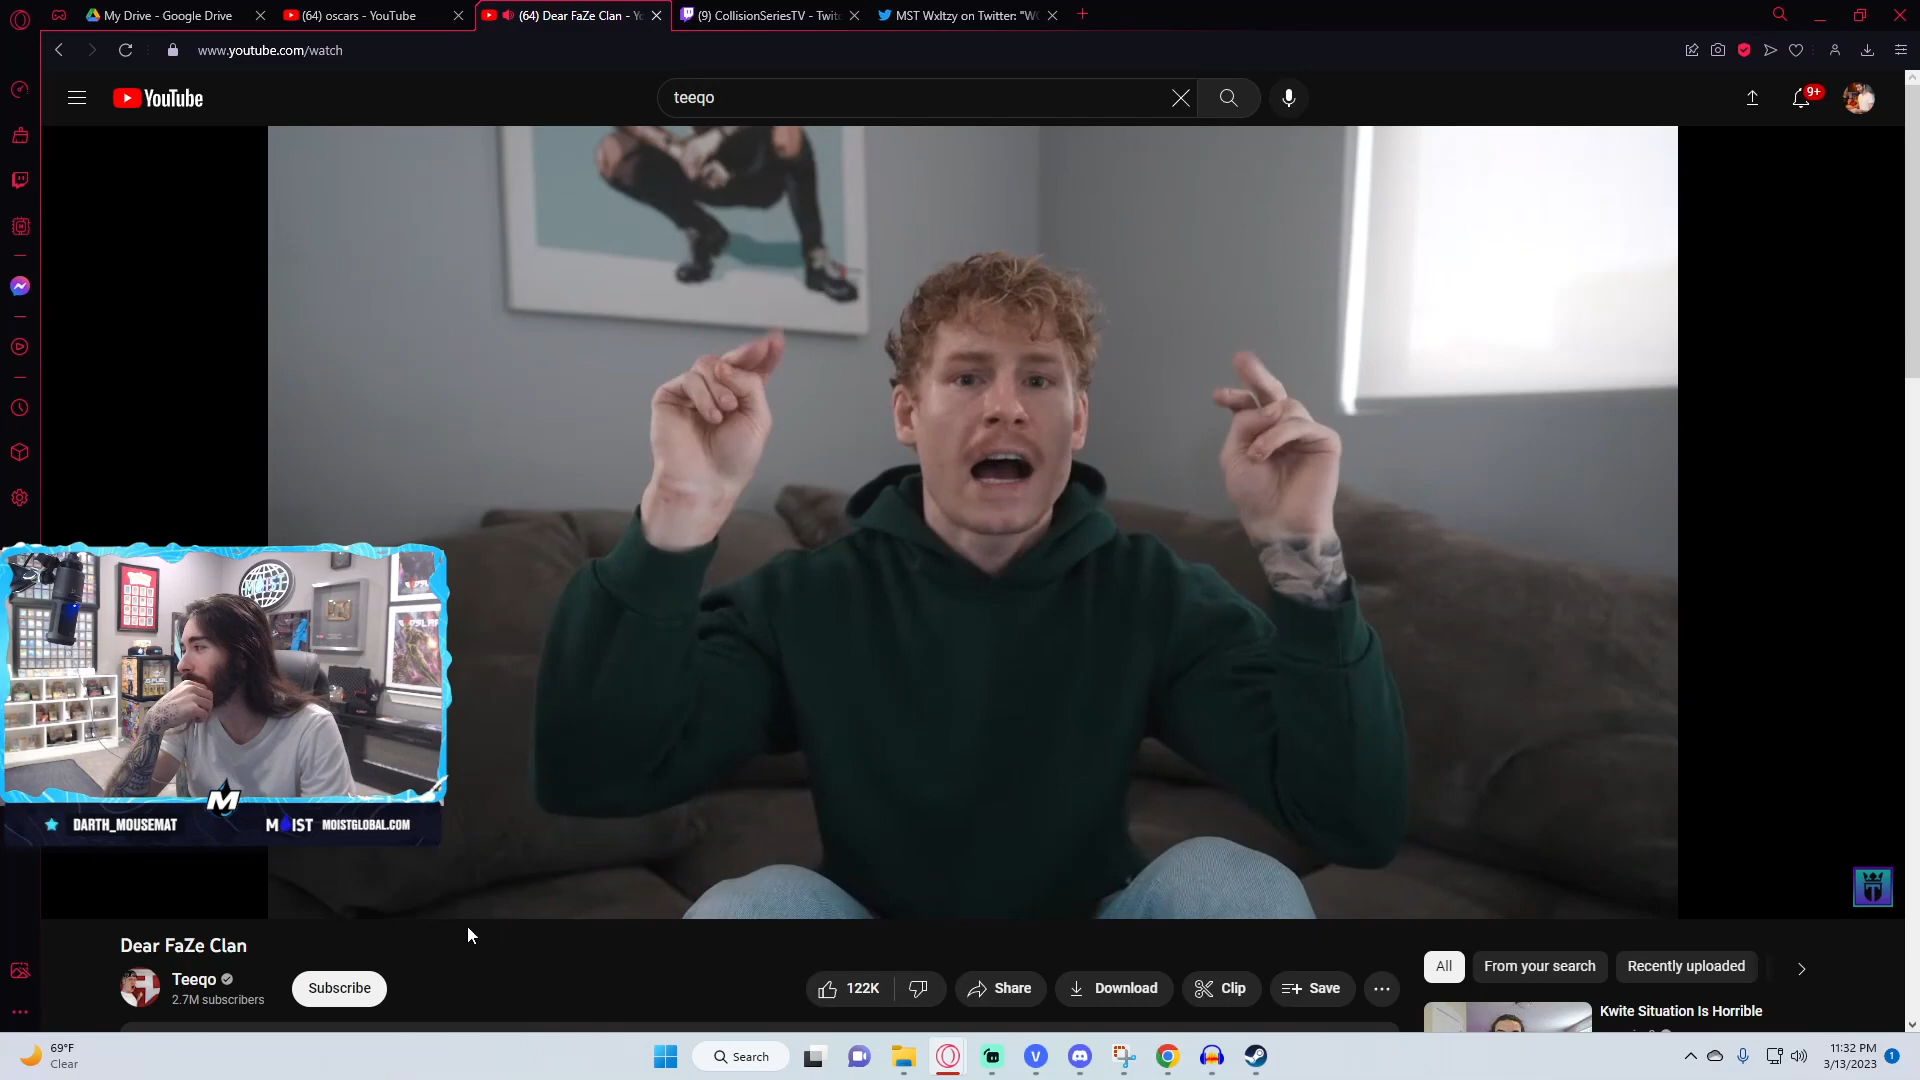 My Drive - Google Drive
(64) oscars - YouTube
(64) Dear FaZe Clan - Yo
(9) CollisionSeriesTV - Twitc
MST Wxltzy on Twitter: "WO
www.youtube.com/watch
YouTube
teeqo
9+
DARTH_MOUSEMAT
MOIST MOISTGLOBAL.COM
Dear FaZe Clan
Teeqo
2.7M subscribers
Subscribe
122K
Share
Download
Clip
Save
All
From your search
Recently uploaded
Kwite Situation Is Horrible
69°F
Clear
Search
11:32 PM
3/13/2023
1